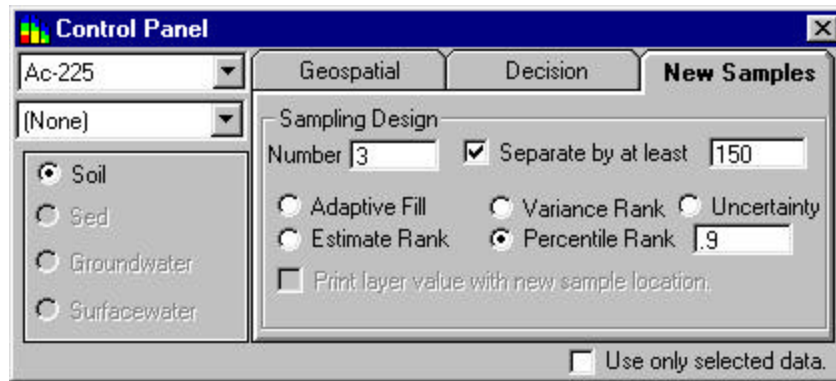 Control Panel
Ac-225
(None)
Soil
Sed
Groundwater
Surfacewater
Geospatial
Decision
New Samples
Sampling Design
Number 3
Separate by at least 150
Adaptive Fill
Variance Rank
Uncertainty
Estimate Rank
Percentile Rank .9
Print layer value with new sample location.
Use only selected data.